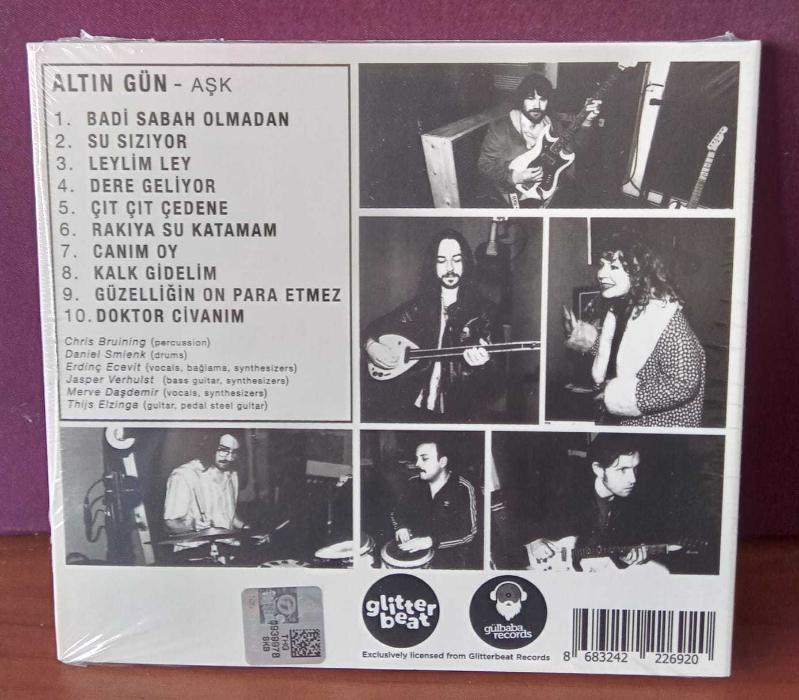 ALTIN GÜN - AŞK
1. BADİ SABAH OLMADAN
2. SU SIZIYOR
3. LEYLİM LEY
4. DERE GELİYOR
5. ÇIT ÇIT ÇEDENE
6. RAKIYA SU KATAMAM
7. CANIM OY
8. KALK GİDELİM
9. GÜZELLİĞİN ON PARA ETMEZ
10. DOKTOR CİVANIM
Chris Bruining (percussion)
Daniel Smienk (drums)
Erdinç Ecevit (vocals, bağlama, synthesizers)
Jasper Verhulst (bass guitar, synthesizers)
Merve Daşdemir (vocals, synthesizers)
Thijs Elzinga (guitar, pedal steel guitar)
glitter
beat
gülbaba
records
Exclusively licensed from Glitterbeat Records
8 683242 226920